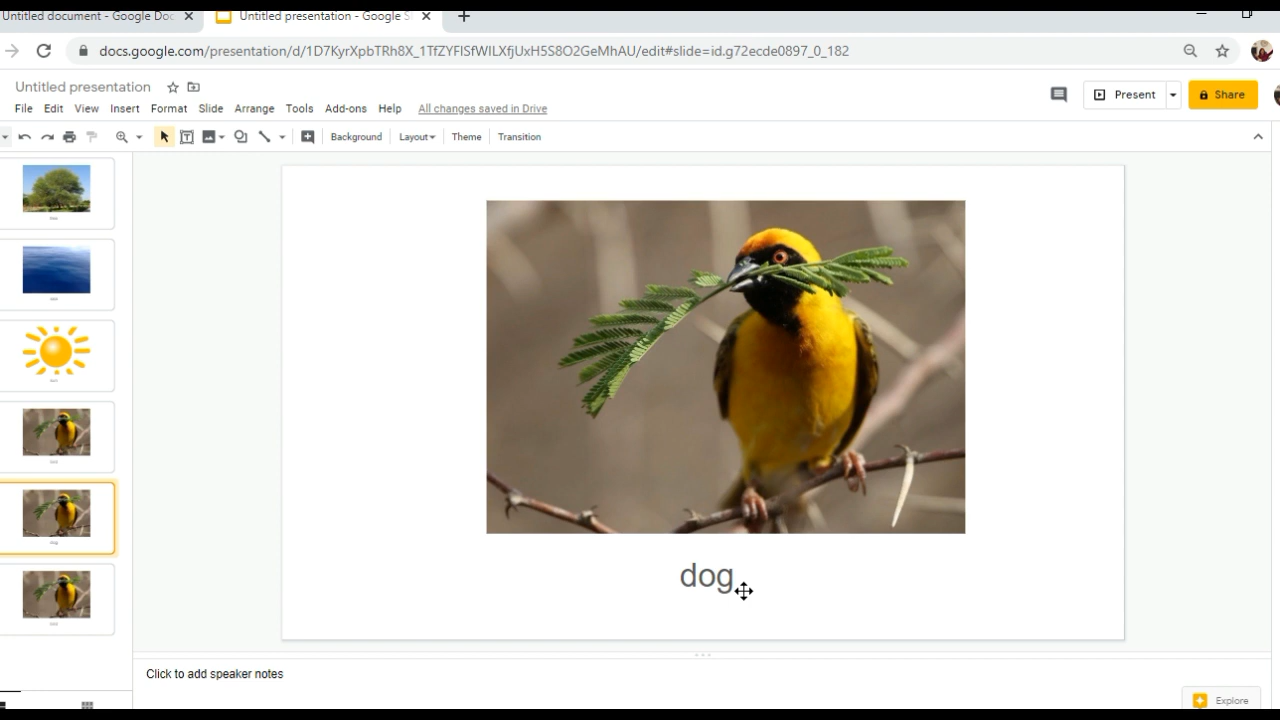 Untitled document - Google Doc
Untitled presentation - Google S
docs.google.com/presentation/d/1D7KyrXpbTRh8X_1TfZYFlSfWlLXfjUxH5S8O2GeMhAU/edit#slide=id.g72ecde0897_0_182
Untitled presentation
File Edit View Insert Format Slide Arrange Tools Add-ons Help All changes saved in Drive
Present
Share
Background Layout Theme Transition
dog
dog
Click to add speaker notes
Explore